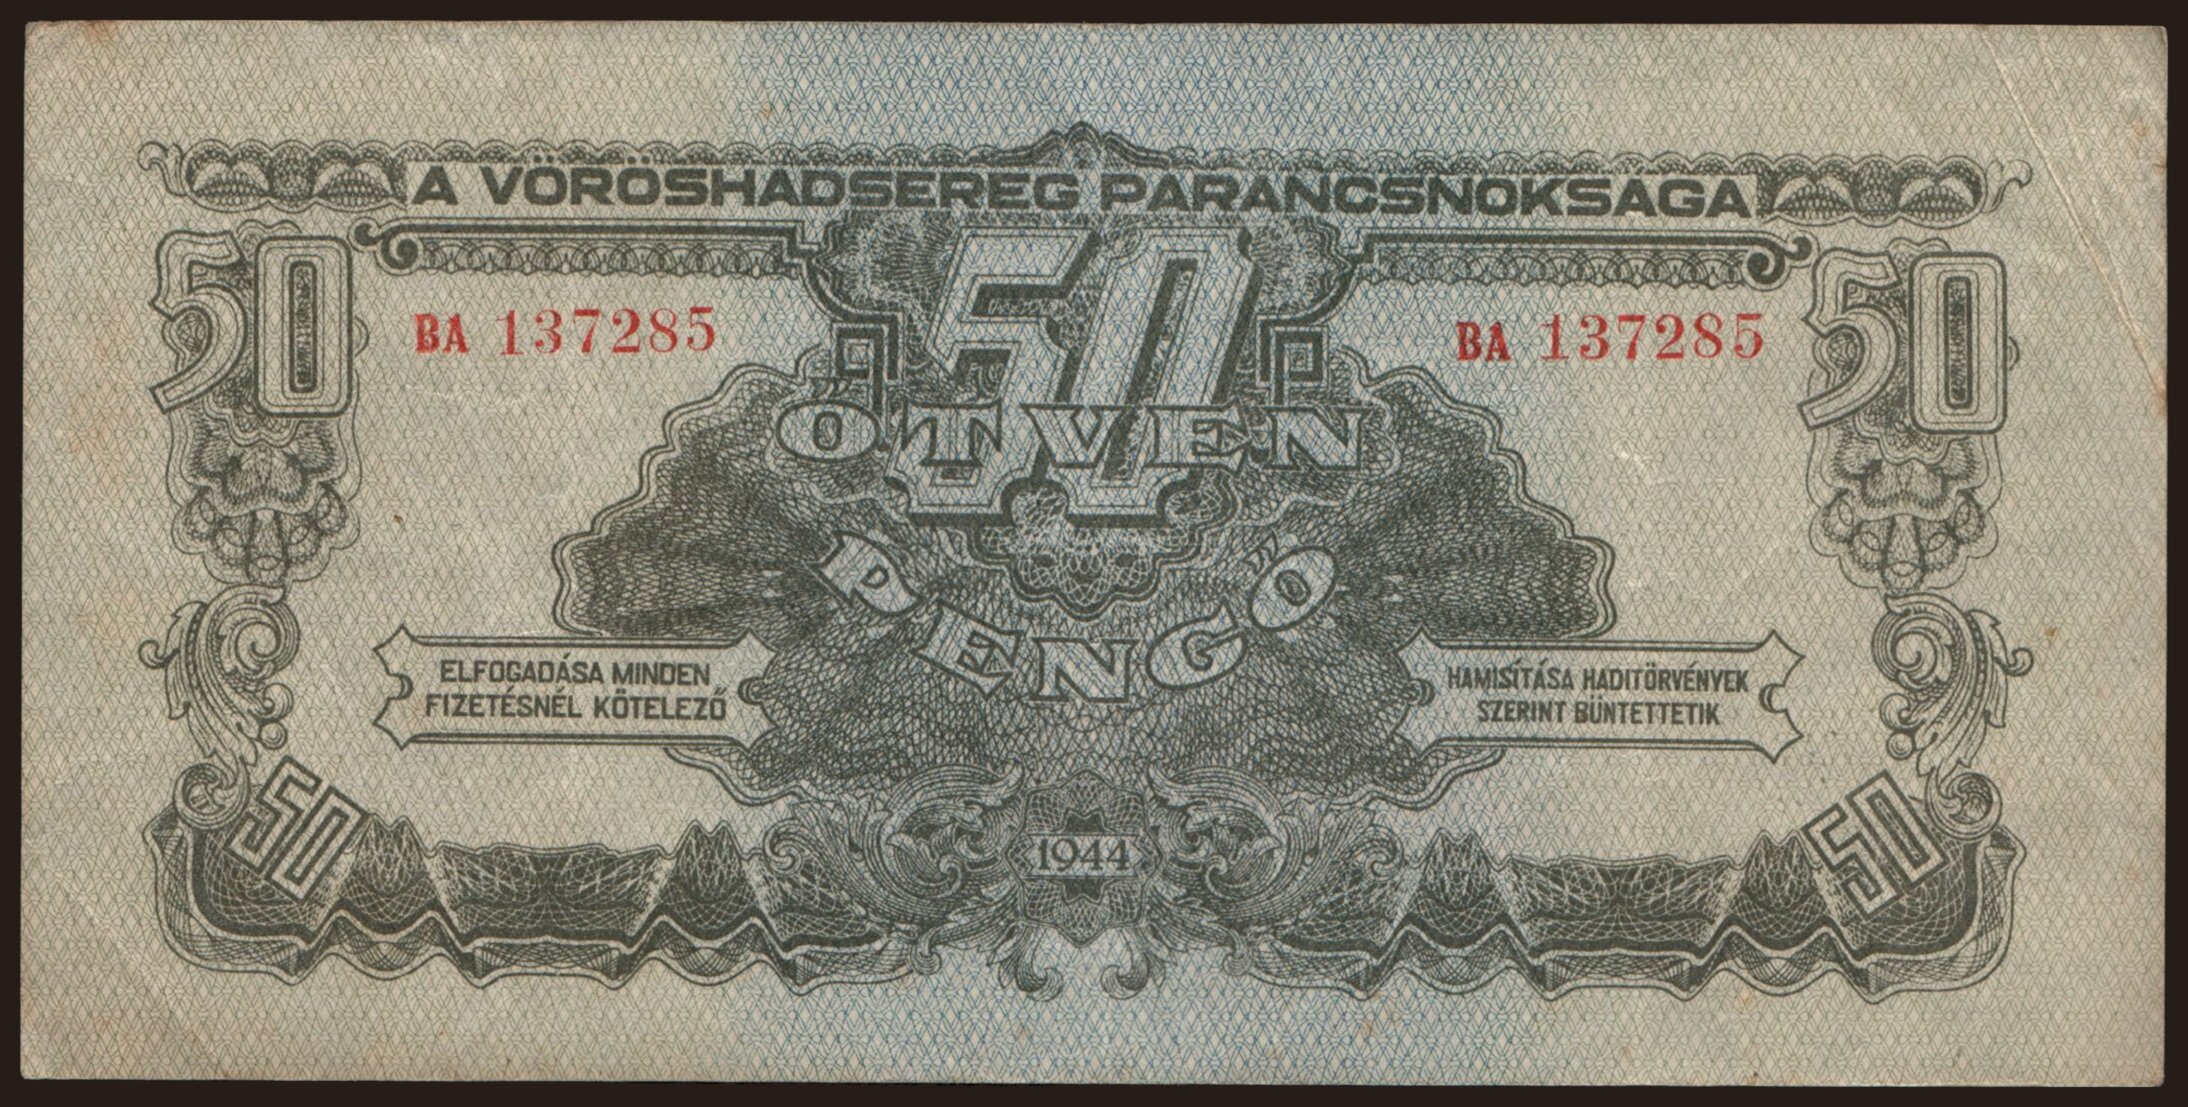 A VÖRÖSHADSEREG PARANCSNOKSÁGA
50 50 50
BA 137285 BA 137285
ÖTVEN
PENGŐ
ELFOGADÁSA MINDEN
FIZETÉSNÉL KÖTELEZŐ
HAMISÍTÁSA HADITÖRVÉNYEK
SZERINT BÜNTETTETIK
50 50
1944